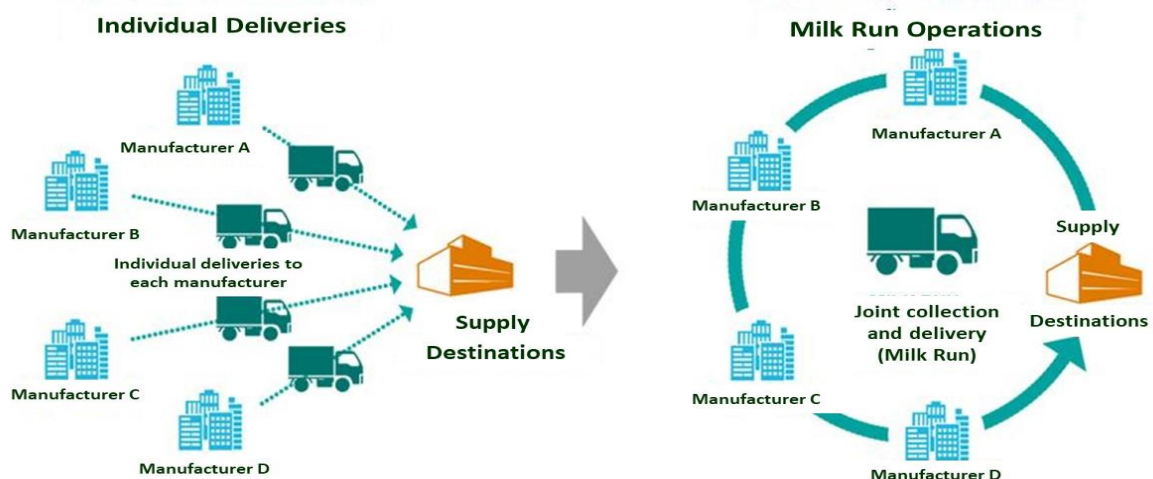 Individual Deliveries
Manufacturer A
Manufacturer B
Individual deliveries to
each manufacturer
Supply
Destinations
Manufacturer C
Manufacturer D
Milk Run Operations
Manufacturer A
Manufacturer B
Supply
Destinations
Joint collection
and delivery
(Milk Run)
Manufacturer C
Manufacturer D